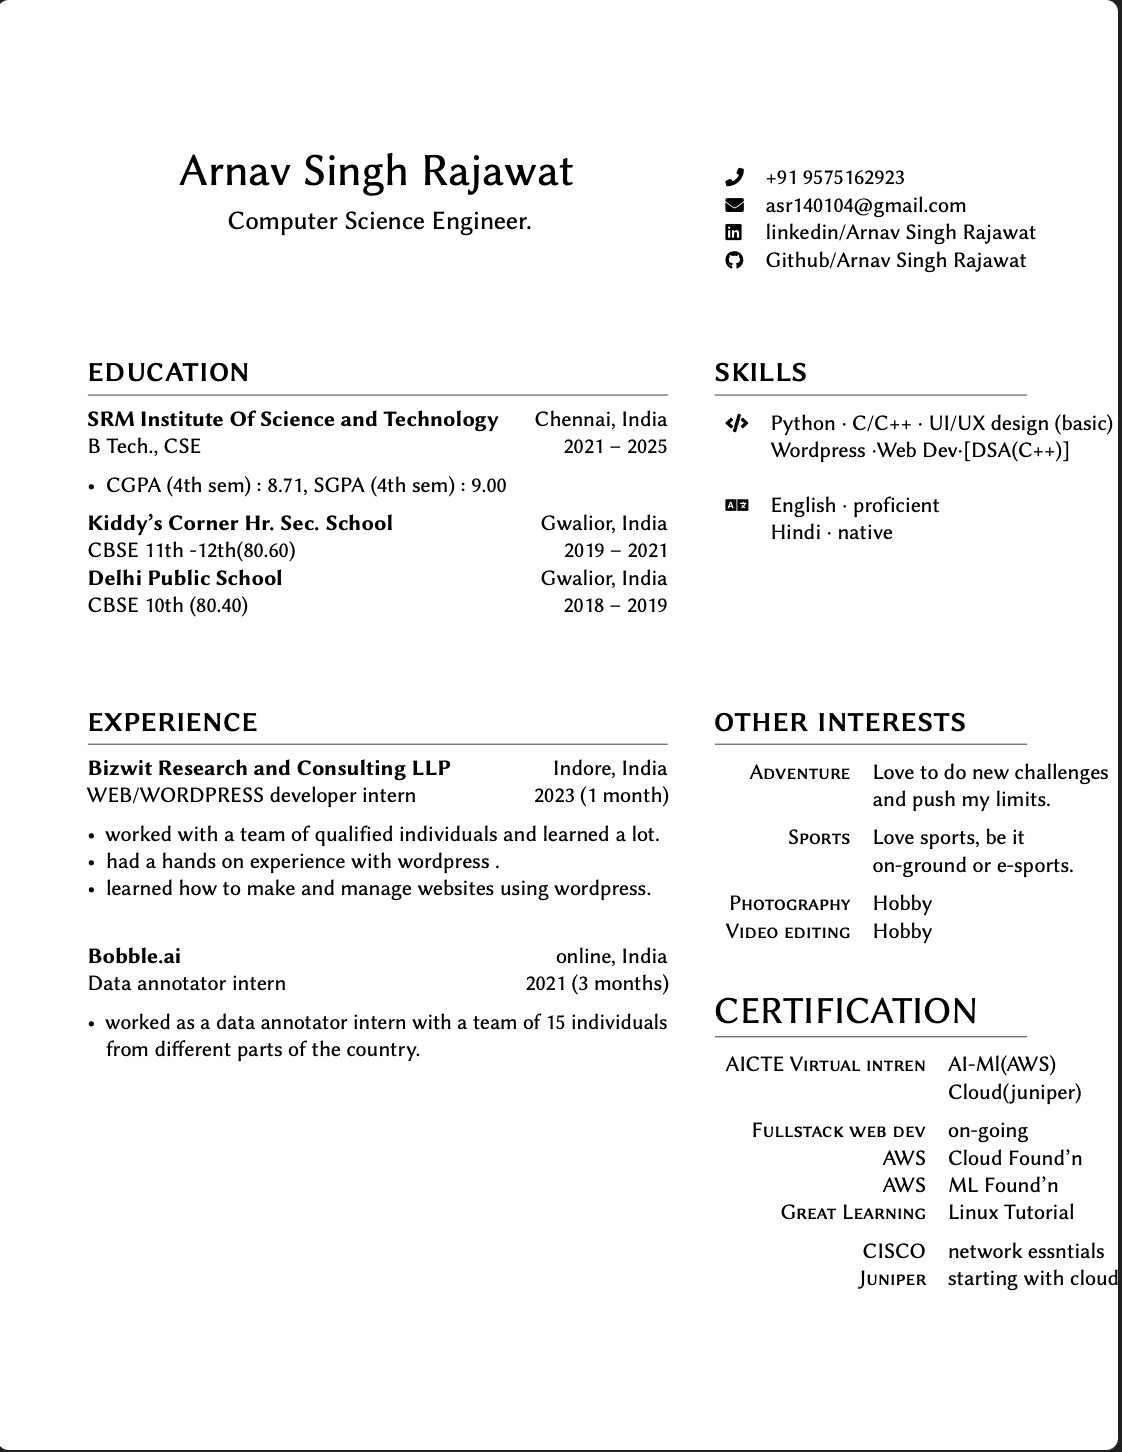 Arnav Singh Rajawat
Computer Science Engineer.
+91 9575162923
asr140104@gmail.com
linkedin/Arnav Singh Rajawat
Github/Arnav Singh Rajawat
EDUCATION
SRM Institute Of Science and Technology Chennai, India
B Tech., CSE 2021 – 2025
• CGPA (4th sem) : 8.71, SGPA (4th sem) : 9.00
Kiddy’s Corner Hr. Sec. School Gwalior, India
CBSE 11th -12th(80.60) 2019 – 2021
Delhi Public School Gwalior, India
CBSE 10th (80.40) 2018 – 2019
SKILLS
Python · C/C++ · UI/UX design (basic)
Wordpress ·Web Dev·[DSA(C++)]
English · proficient
Hindi · native
EXPERIENCE
Bizwit Research and Consulting LLP Indore, India
WEB/WORDPRESS developer intern 2023 (1 month)
• worked with a team of qualified individuals and learned a lot.
• had a hands on experience with wordpress .
• learned how to make and manage websites using wordpress.
Bobble.ai online, India
Data annotator intern 2021 (3 months)
• worked as a data annotator intern with a team of 15 individuals
from different parts of the country.
OTHER INTERESTS
Adventure Love to do new challenges
and push my limits.
Sports Love sports, be it
on-ground or e-sports.
Photography Hobby
Video editing Hobby
CERTIFICATION
AICTE Virtual intren AI-Ml(AWS)
Cloud(juniper)
Fullstack web dev on-going
AWS Cloud Found’n
AWS ML Found’n
Great Learning Linux Tutorial
CISCO network essntials
Juniper starting with cloud